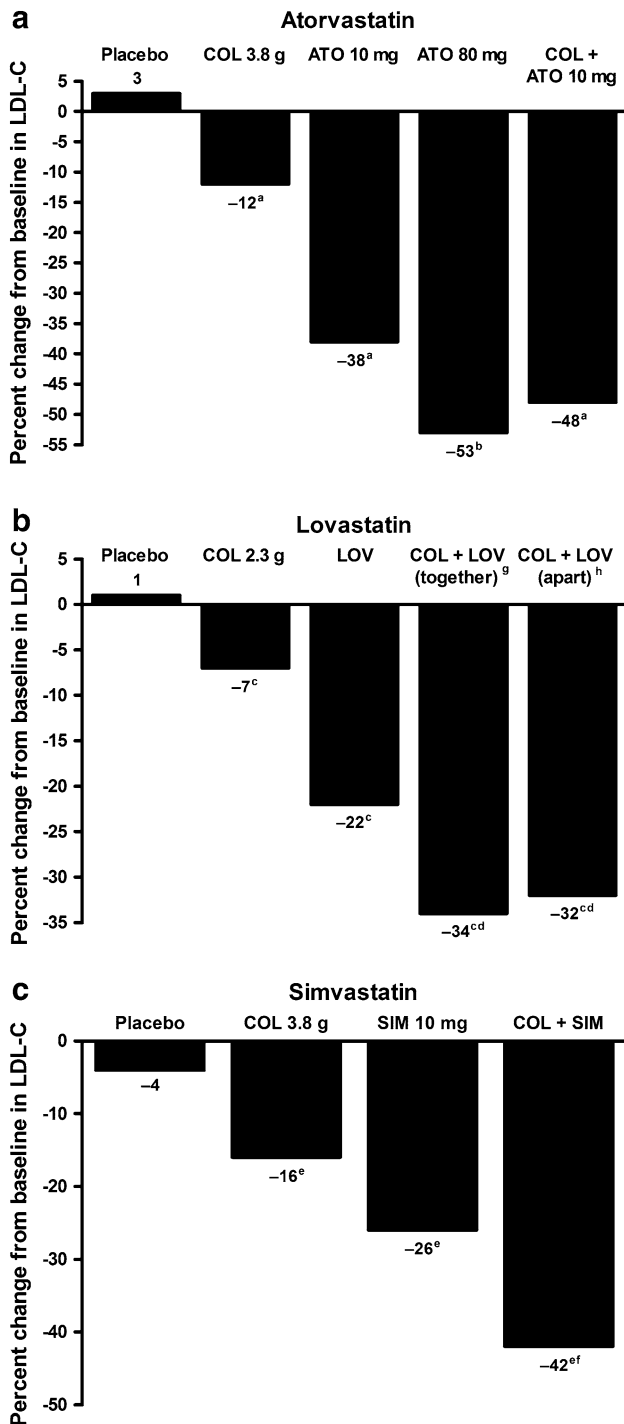 a
Atorvastatin
Placebo COL 3.8 g ATO 10 mg ATO 80 mg COL +
ATO 10 mg
Percent change from baseline in LDL-C
5
0
-5
-10
-15
-20
-25
-30
-35
-40
-45
-50
-55
3
–12a
–38a
–53b
–48a
b
Lovastatin
Placebo COL 2.3 g LOV COL + LOV COL + LOV
(together) g (apart) h
Percent change from baseline in LDL-C
5
0
-5
-10
-15
-20
-25
-30
-35
1
–7c
–22c
–34cd
–32cd
c
Simvastatin
Placebo COL 3.8 g SIM 10 mg COL + SIM
Percent change from baseline in LDL-C
0
-10
-20
-30
-40
-50
–4
–16e
–26e
–42ef